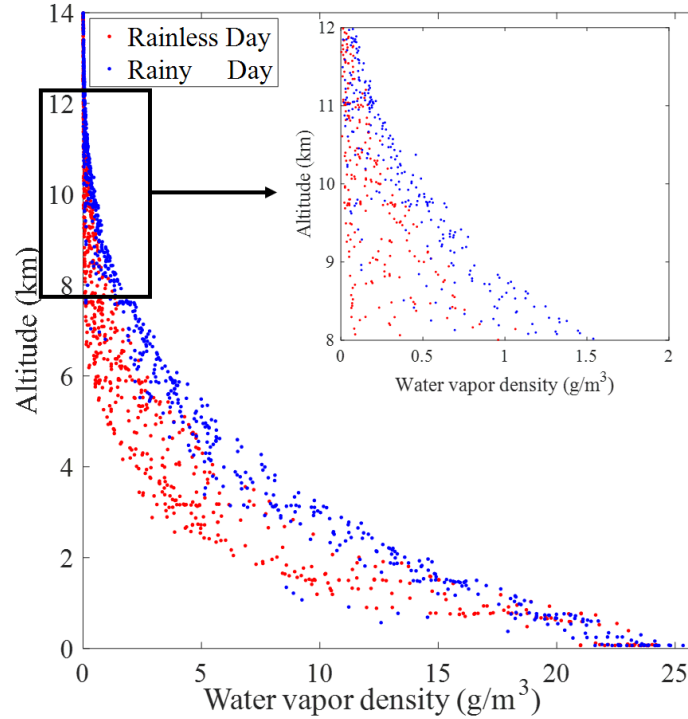 14
12
10
8
6
4
2
0
Altitude (km)
0 5 10 15 20 25
Water vapor density (g/m³)
Rainless Day
Rainy Day
12
11
10
9
8
Altitude (km)
0 0.5 1 1.5 2
Water vapor density (g/m³)